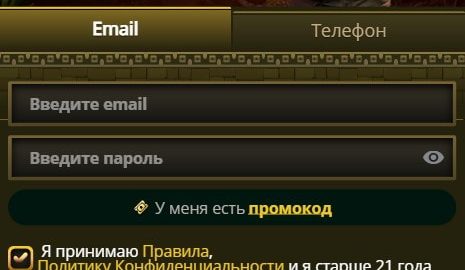 Email Телефон
Введите email
Введите пароль
У меня есть промокод
Я принимаю Правила,
Политику Конфиденциальности и я старше 21 года